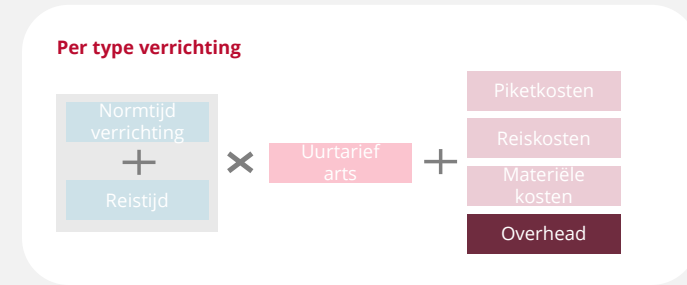 Per type verrichting
Normtijd
verrichting
+
Reistijd
×
Uurtarief
arts
+
Piketkosten
Reiskosten
Materiële
kosten
Overhead